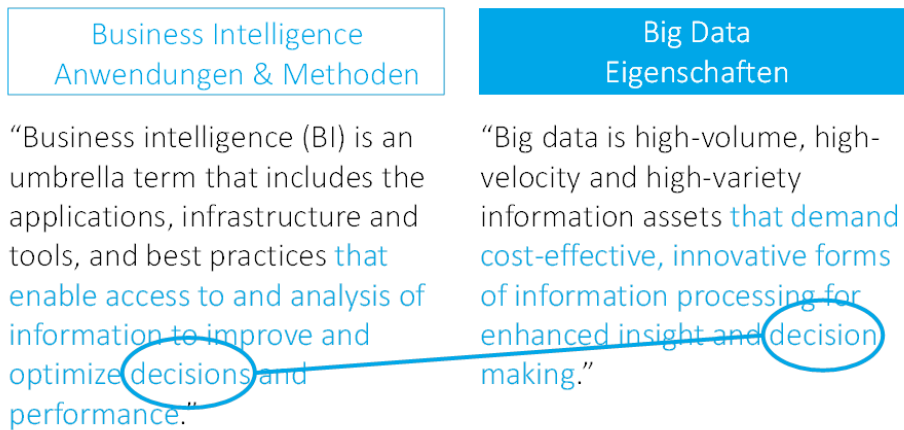 Business Intelligence
Anwendungen & Methoden
“Business intelligence (BI) is an
umbrella term that includes the
applications, infrastructure and
tools, and best practices that
enable access to and analysis of
information to improve and
optimize decisions and
performance.”
Big Data
Eigenschaften
“Big data is high-volume, high-
velocity and high-variety
information assets that demand
cost-effective, innovative forms
of information processing for
enhanced insight and decision
making.”